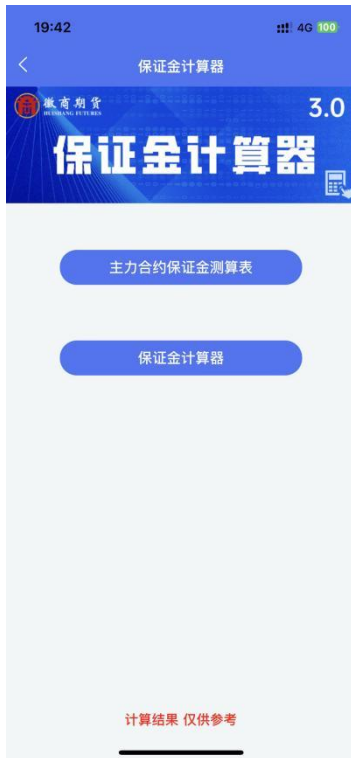 19:42
4G 100
保证金计算器
徽商期货
HUISHANG FUTURES
3.0
保证金计算器
主力合约保证金测算表
保证金计算器
计算结果 仅供参考